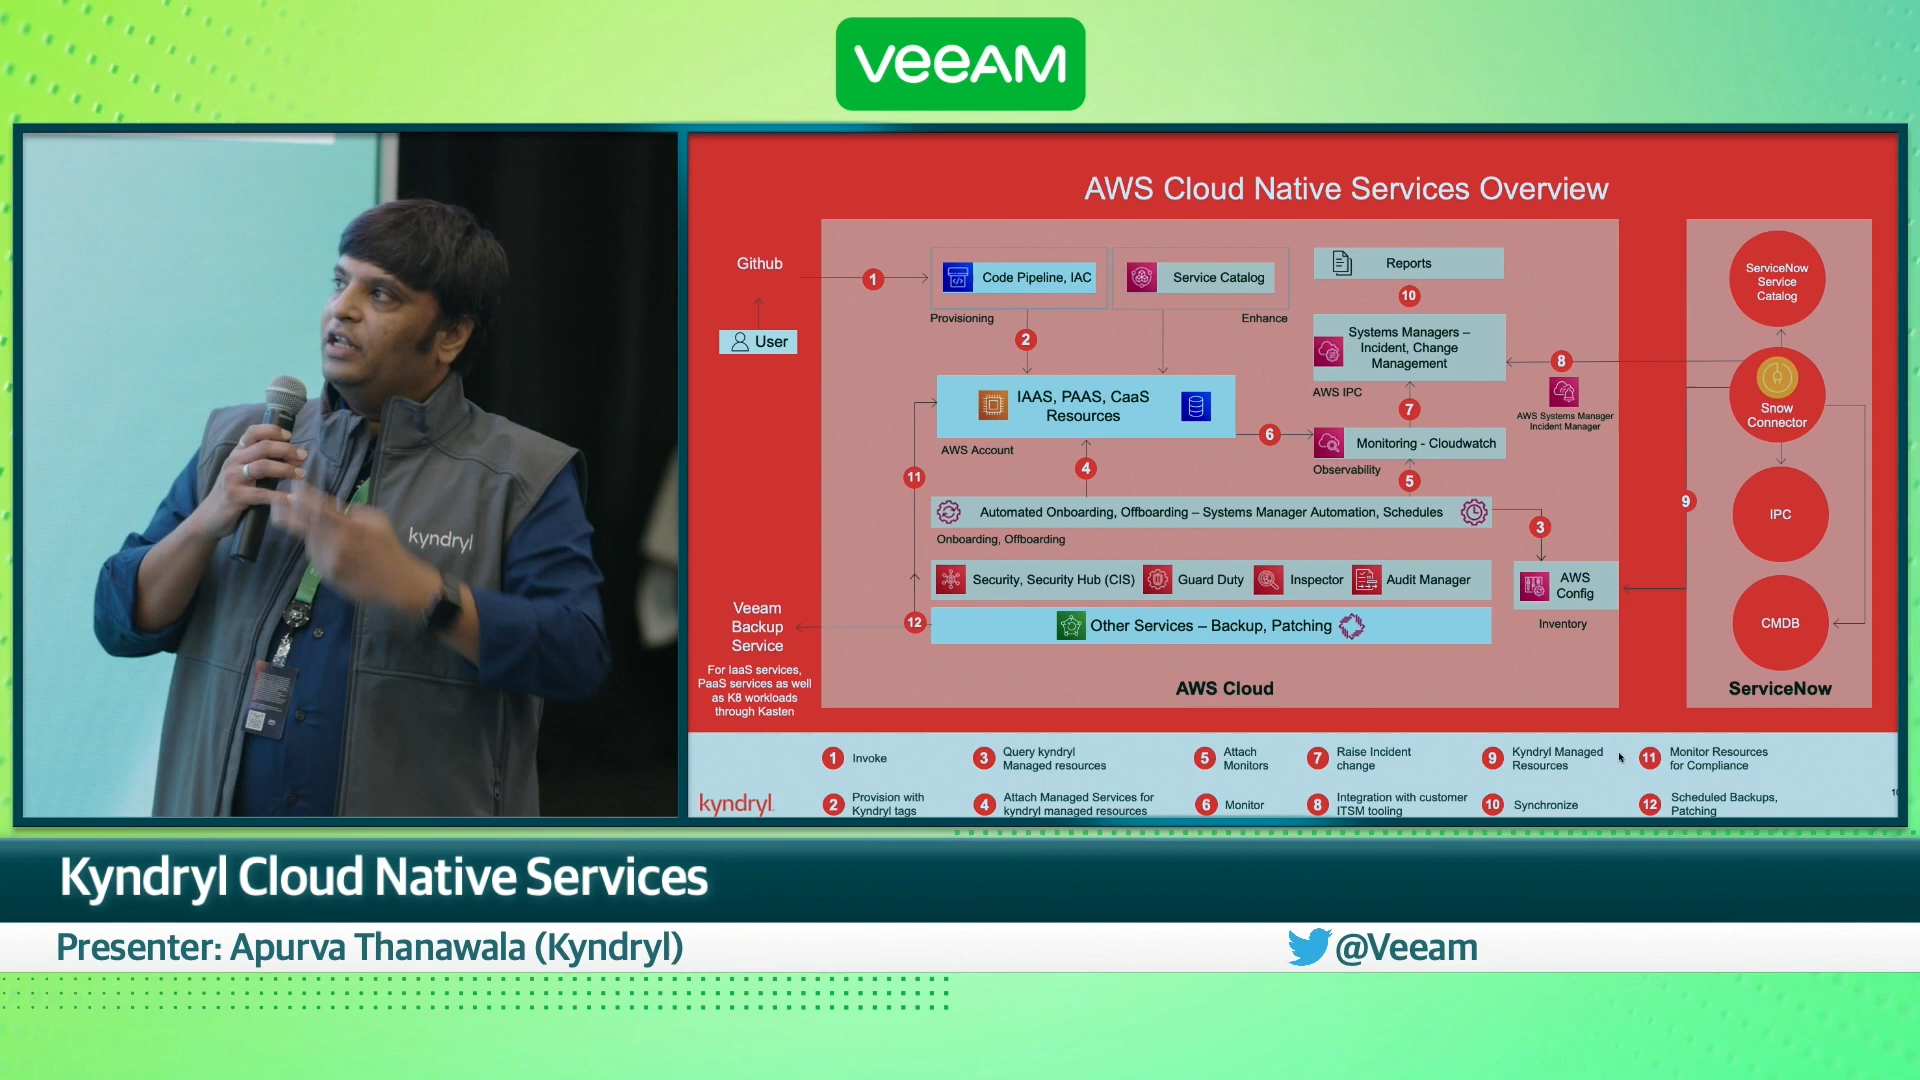 veeAM
AWS Cloud Native Services Overview
Github
User
1
Code Pipeline, IAC
Service Catalog
Provisioning
Enhance
2
Reports
10
Systems Managers –
Incident, Change
Management
AWS IPC
7
8
AWS Systems Manager
Incident Manager
IAAS, PAAS, CaaS
Resources
AWS Account
6
Monitoring - Cloudwatch
Observability
5
11
4
Automated Onboarding, Offboarding – Systems Manager Automation, Schedules
Onboarding, Offboarding
3
Security, Security Hub (CIS)
Guard Duty
Inspector
Audit Manager
AWS
Config
Inventory
12
Other Services – Backup, Patching
AWS Cloud
Veeam
Backup
Service
For IaaS services,
PaaS services as well
as K8 workloads
through Kasten
9
ServiceNow
Service
Catalog
Snow
Connector
IPC
CMDB
ServiceNow
1 Invoke
3 Query kyndryl
Managed resources
5 Attach
Monitors
7 Raise Incident
change
9 Kyndryl Managed
Resources
11 Monitor Resources
for Compliance
kyndryl.
2 Provision with
Kyndryl tags
4 Attach Managed Services for
kyndryl managed resources
6 Monitor
8 Integration with customer
ITSM tooling
10 Synchronize
12 Scheduled Backups,
Patching
kyndryl
Kyndryl Cloud Native Services
Presenter: Apurva Thanawala (Kyndryl)
@Veeam